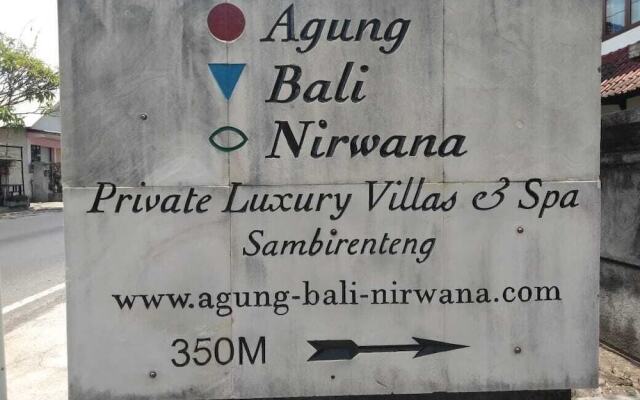 Agung
Bali
Nirwana
Private Luxury Villas & Spa
Sambirenteng
www.agung-bali-nirwana.com
350M